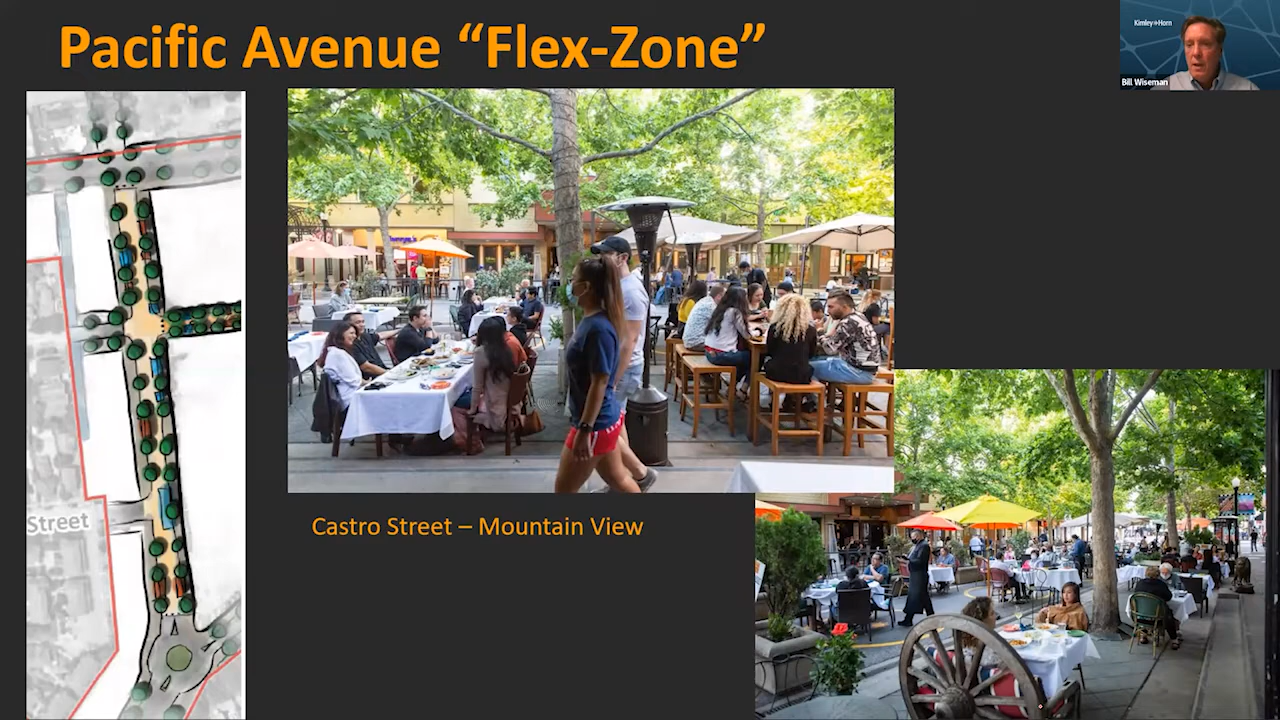 Pacific Avenue “Flex-Zone”
Kimley»Horn
Bill Wiseman
Street
Castro Street – Mountain View